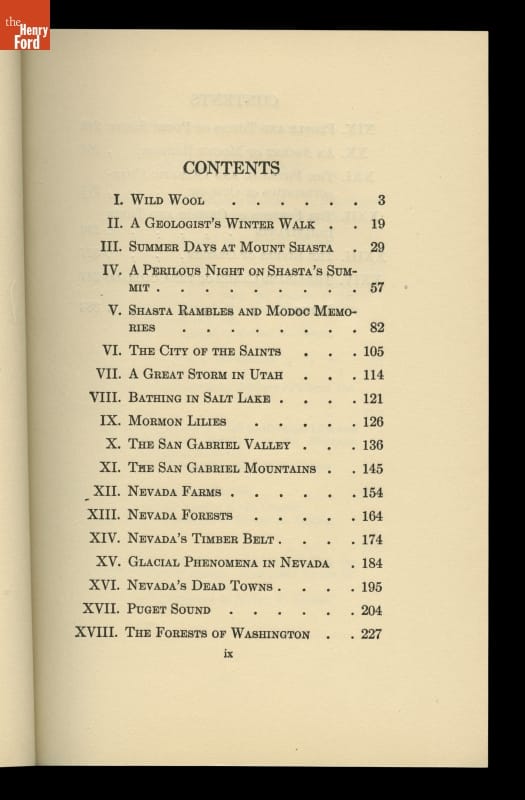 the
Henry
Ford
CONTENTS
I. Wild Wool . . . . . . 3
II. A Geologist's Winter Walk . . 19
III. Summer Days at Mount Shasta . 29
IV. A Perilous Night on Shasta's Sum-
mit . . . . . . . . . 57
V. Shasta Rambles and Modoc Memo-
ries . . . . . . . . 82
VI. The City of the Saints . . . 105
VII. A Great Storm in Utah . . . 114
VIII. Bathing in Salt Lake . . . . 121
IX. Mormon Lilies . . . . . 126
X. The San Gabriel Valley . . . 136
XI. The San Gabriel Mountains . . 145
XII. Nevada Farms . . . . . . 154
XIII. Nevada Forests . . . . . 164
XIV. Nevada's Timber Belt . . . . 174
XV. Glacial Phenomena in Nevada . 184
XVI. Nevada's Dead Towns . . . . 195
XVII. Puget Sound . . . . . . 204
XVIII. The Forests of Washington . . 227
ix